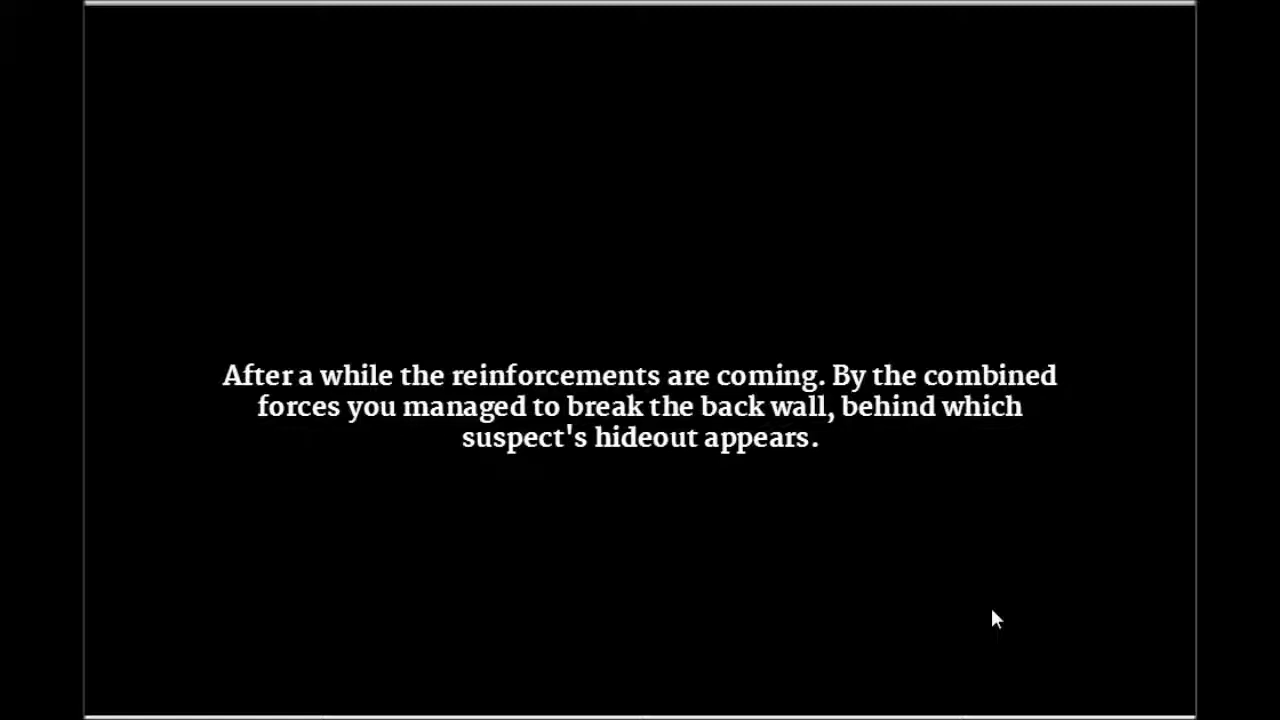 After a while the reinforcements are coming. By the combined
forces you managed to break the back wall, behind which
suspect's hideout appears.